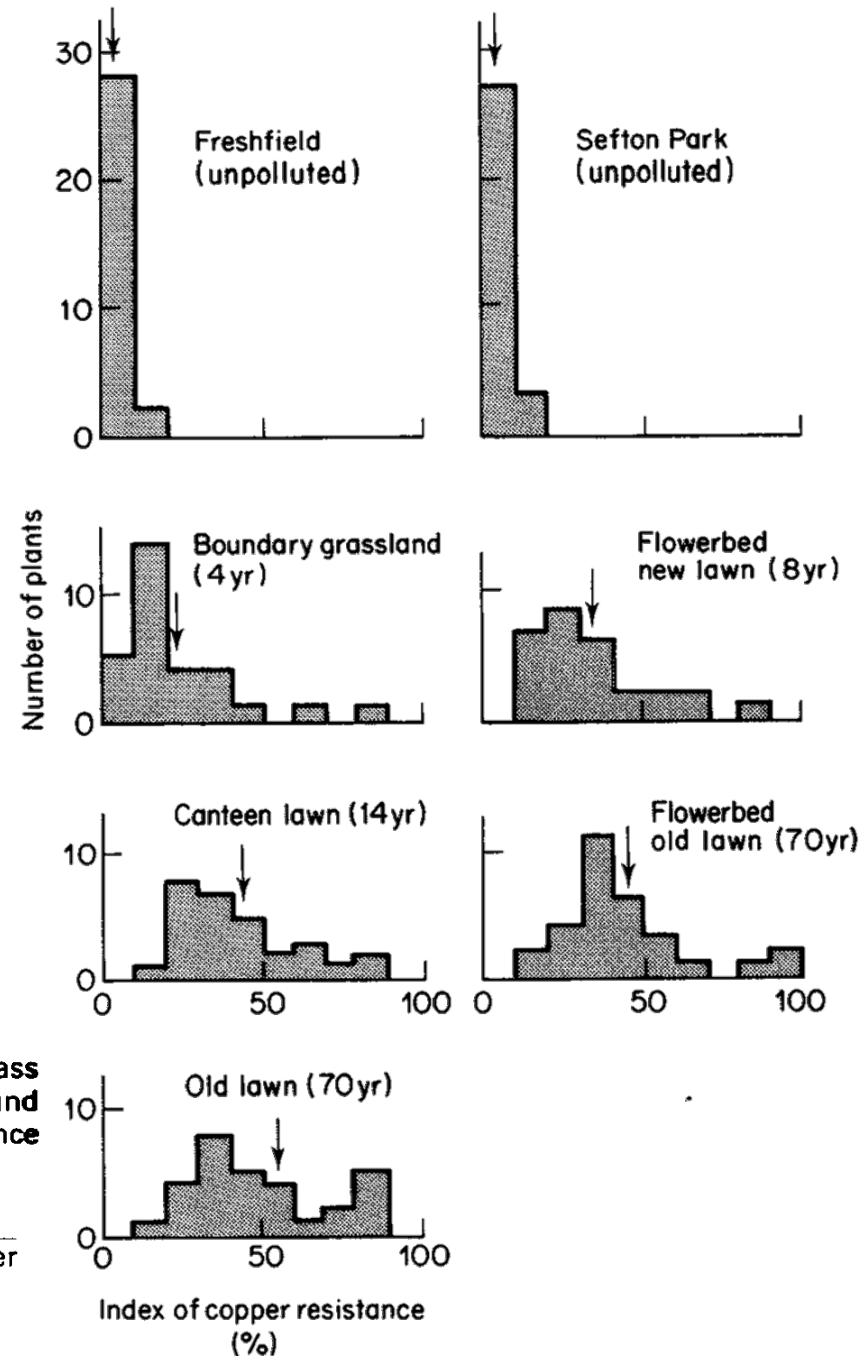 30
20
10
0
Freshfield
(unpolluted)
Sefton Park
(unpolluted)
Number of plants
10
0
Boundary grassland
(4yr)
Flowerbed
new lawn (8yr)
10
0
Canteen lawn (14yr)
0 50 100
Flowerbed
old lawn (70yr)
0 50 100
ass
nd
nce
er
10
0
Old lawn (70yr)
0 50 100
Index of copper resistance
(%)